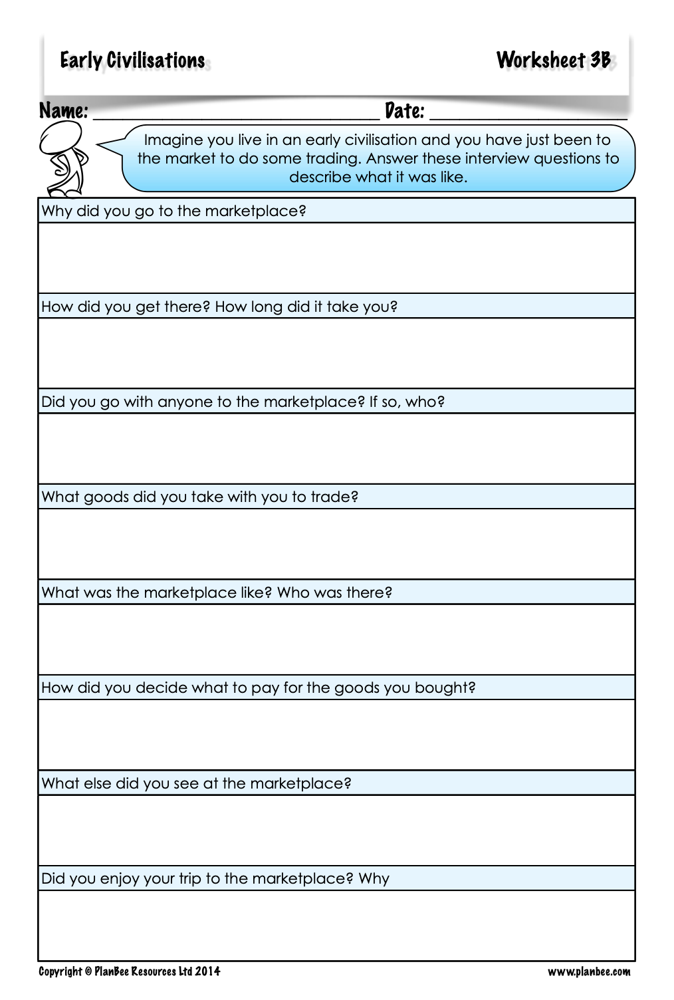 Early Civilisations
Worksheet 3B
Name: ______________________________ Date: ____________________
Imagine you live in an early civilisation and you have just been to
the market to do some trading. Answer these interview questions to
describe what it was like.
Why did you go to the marketplace?
How did you get there? How long did it take you?
Did you go with anyone to the marketplace? If so, who?
What goods did you take with you to trade?
What was the marketplace like? Who was there?
How did you decide what to pay for the goods you bought?
What else did you see at the marketplace?
Did you enjoy your trip to the marketplace? Why
Copyright © PlanBee Resources Ltd 2014
www.planbee.com